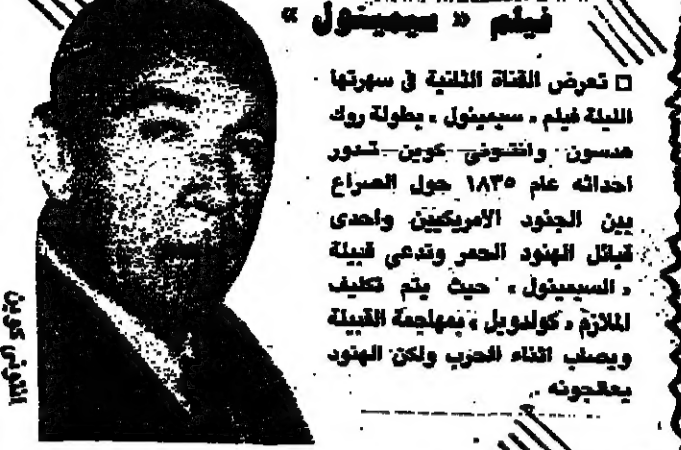 فيلم « سيمينول »
□ تعرض القناة الثانية في سهرتها
الليلة فيلم « سيمينول » بطولة روك
هدسون وانتوني كوين تدور
احداثه عام ١٨٣٥ حول الصراع
بين الجنود الامريكيين واحدى
قبائل الهنود الحمر وتدعي قبيلة
« السيمينول » حيث يتم تكليف
الملازم « كولدويل » بمهاجمة القبيلة
ويصاب اثناء الحرب ولكن الهنود
يعالجونه .
انتوني كوين